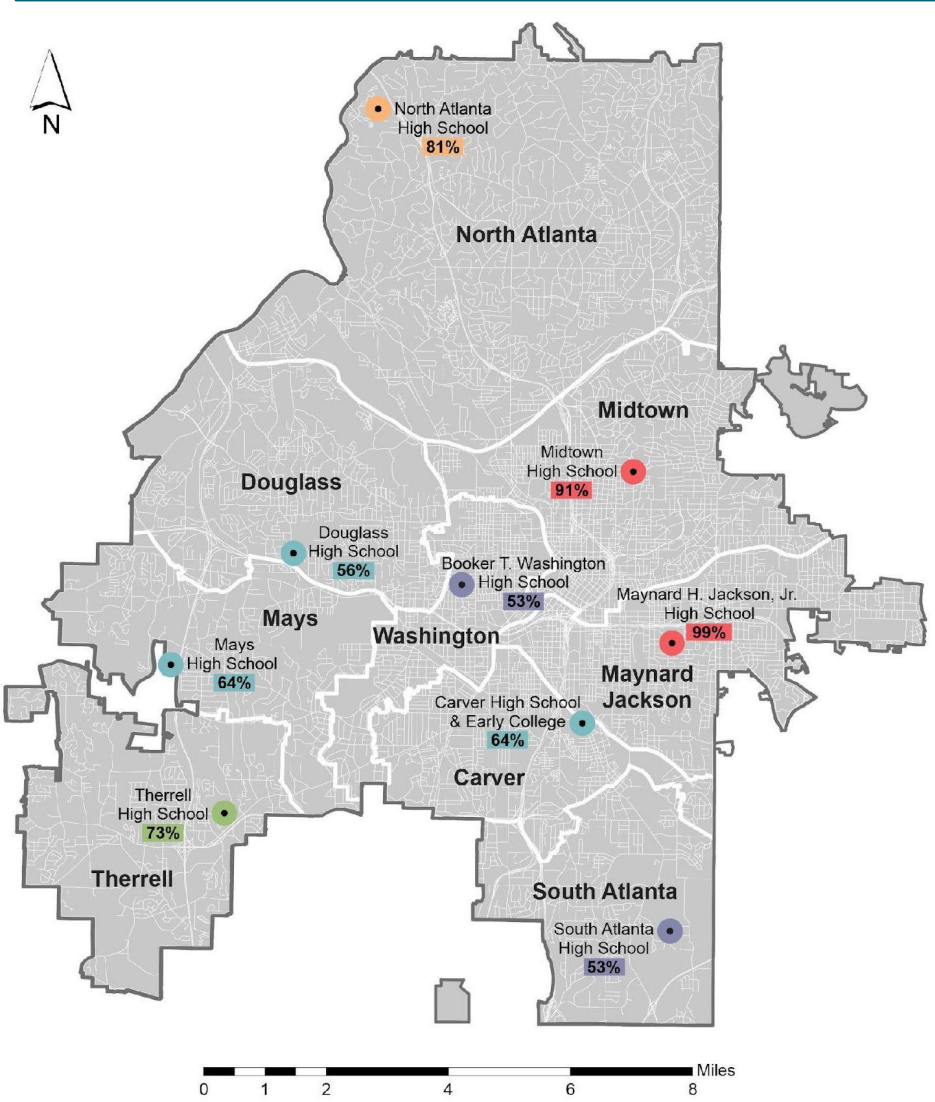 N
North Atlanta
High School
81%
North Atlanta
Midtown
Midtown
High School
91%
Douglass
Douglass
High School
56%
Booker T. Washington
High School
53%
Maynard H. Jackson, Jr.
High School
99%
Mays
Washington
Mays
High School
64%
Maynard
Jackson
Carver High School
& Early College
64%
Carver
Therrell
High School
73%
Therrell
South Atlanta
South Atlanta
High School
53%
Miles
0 1 2 4 6 8